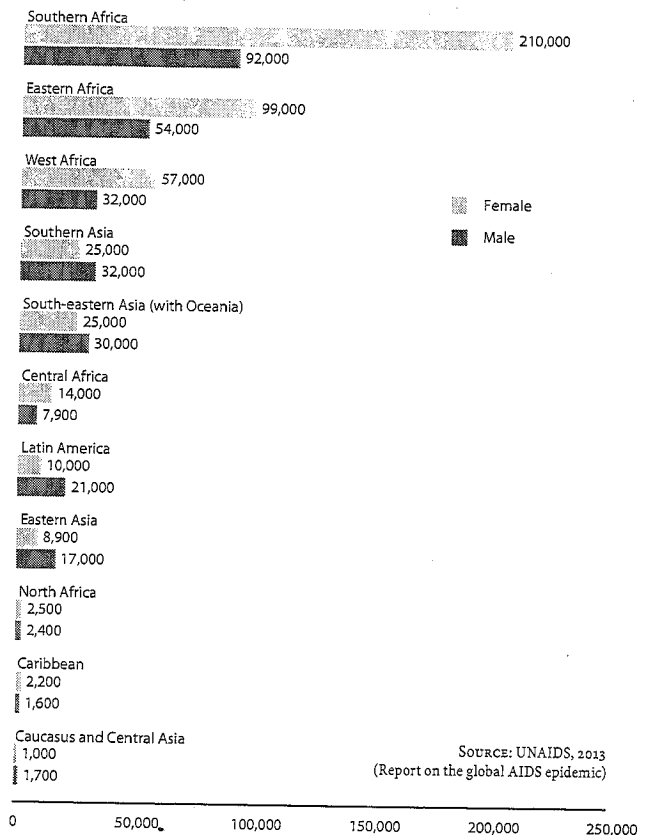 Southern Africa
210,000
92,000
Eastern Africa
99,000
54,000
West Africa
57,000
32,000
Female
Male
Southern Asia
25,000
32,000
South-eastern Asia (with Oceania)
25,000
30,000
Central Africa
14,000
7,900
Latin America
10,000
21,000
Eastern Asia
8,900
17,000
North Africa
2,500
2,400
Caribbean
2,200
1,600
Caucasus and Central Asia
1,000
1,700
SOURCE: UNAIDS, 2013
(Report on the global AIDS epidemic)
0 50,000 100,000 150,000 200,000 250.000